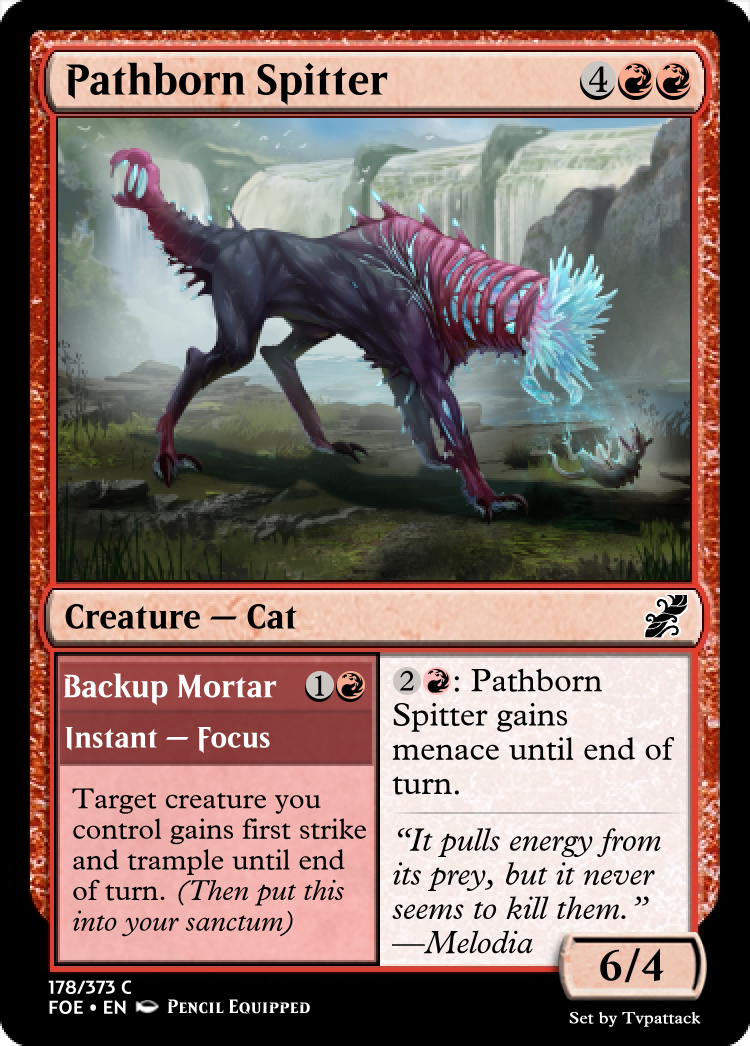 Pathborn Spitter 4
Creature — Cat
Backup Mortar 1
Instant — Focus
Target creature you
control gains first strike
and trample until end
of turn. (Then put this
into your sanctum)
2 : Pathborn
Spitter gains
menace until end of
turn.
“It pulls energy from
its prey, but it never
seems to kill them.”
—Melodia
6/4
178/373 C
FOE • EN Pencil Equipped
Set by Tvpattack